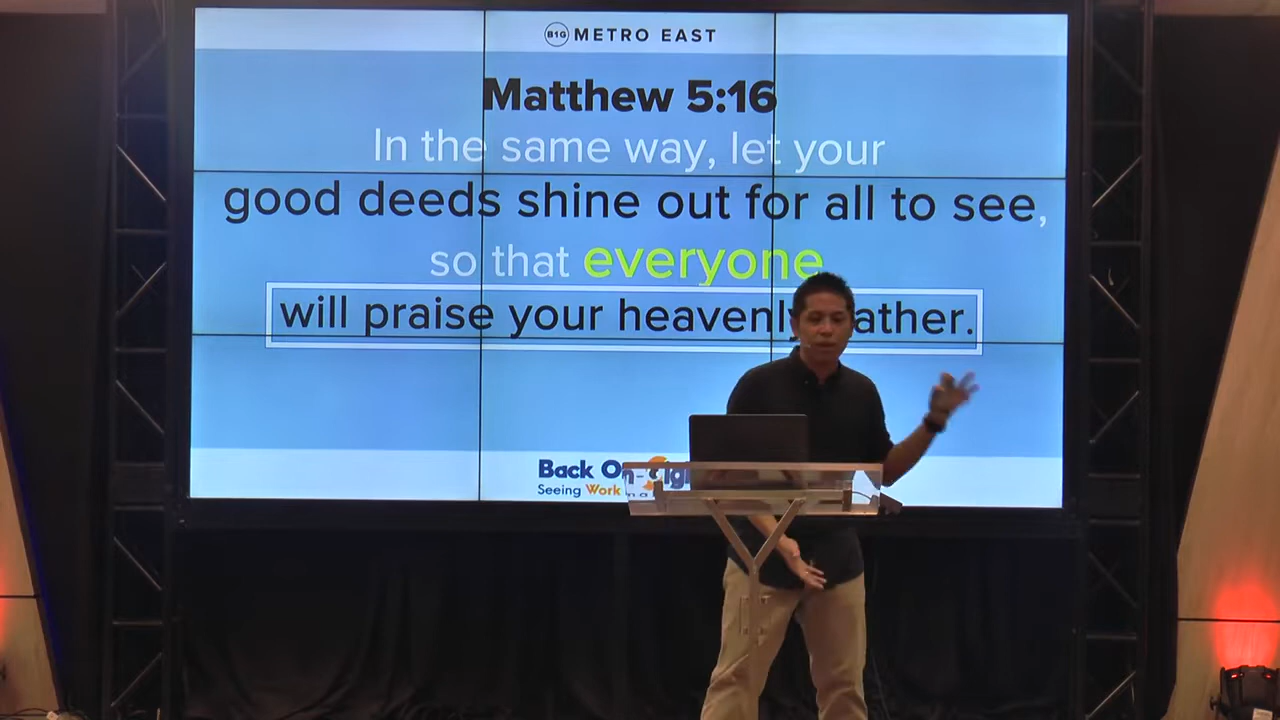 B1G METRO EAST
Matthew 5:16
In the same way, let your
good deeds shine out for all to see,
so that everyone
will praise your heavenly ather.
Back On-
Seeing Work